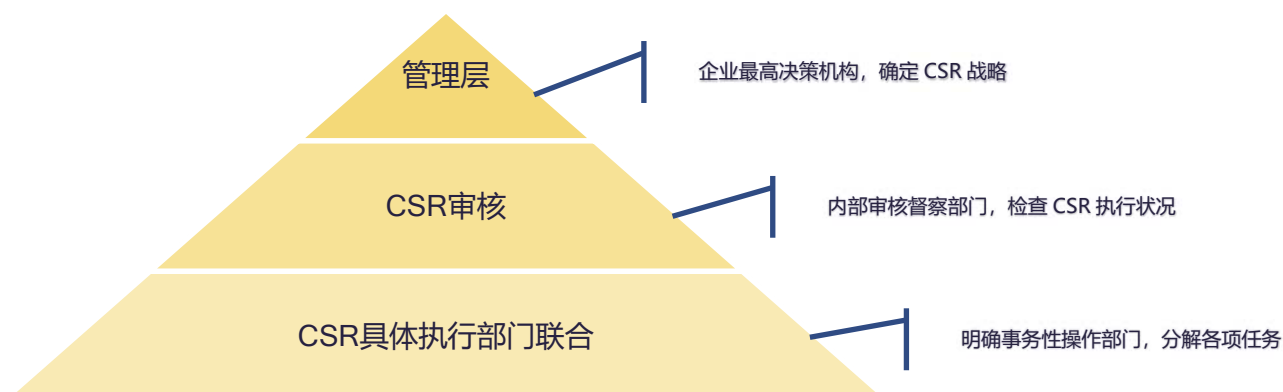 管理层
企业最高决策机构，确定 CSR 战略
CSR审核
内部审核督察部门，检查 CSR 执行状况
CSR具体执行部门联合
明确事务性操作部门，分解各项任务